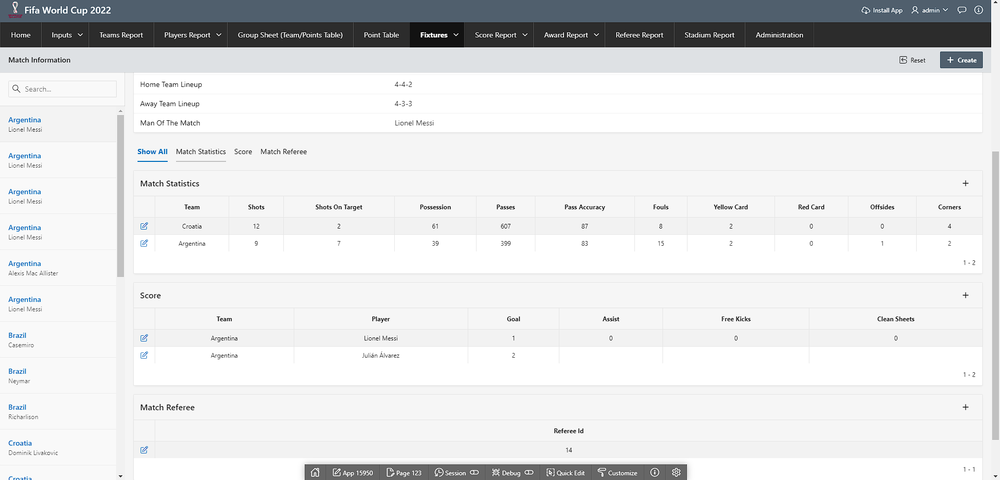 Fifa World Cup 2022
Install App
admin
Home
Inputs
Teams Report
Players Report
Group Sheet (Team/Points Table)
Point Table
Fixtures
Score Report
Award Report
Referee Report
Stadium Report
Administration
Match Information
Reset
Create
Search...
Argentina
Lionel Messi
Argentina
Lionel Messi
Argentina
Lionel Messi
Argentina
Lionel Messi
Argentina
Alexis Mac Allister
Argentina
Lionel Messi
Brazil
Casemiro
Brazil
Neymar
Brazil
Richarlison
Croatia
Dominik Livakovic
Croatia
Home Team Lineup 4-4-2
Away Team Lineup 4-3-3
Man Of The Match Lionel Messi
Show All Match Statistics Score Match Referee
Match Statistics
Team Shots Shots On Target Possession Passes Pass Accuracy Fouls Yellow Card Red Card Offsides Corners
Croatia 12 2 61 607 87 8 2 0 0 4
Argentina 9 7 39 399 83 15 2 0 1 2
1 - 2
Score
Team Player Goal Assist Free Kicks Clean Sheets
Argentina Lionel Messi 1 0 0 0
Argentina Julián Álvarez 2
1 - 2
Match Referee
Referee Id
14
1 - 1
App 15950 Page 123 Session Debug Quick Edit Customize